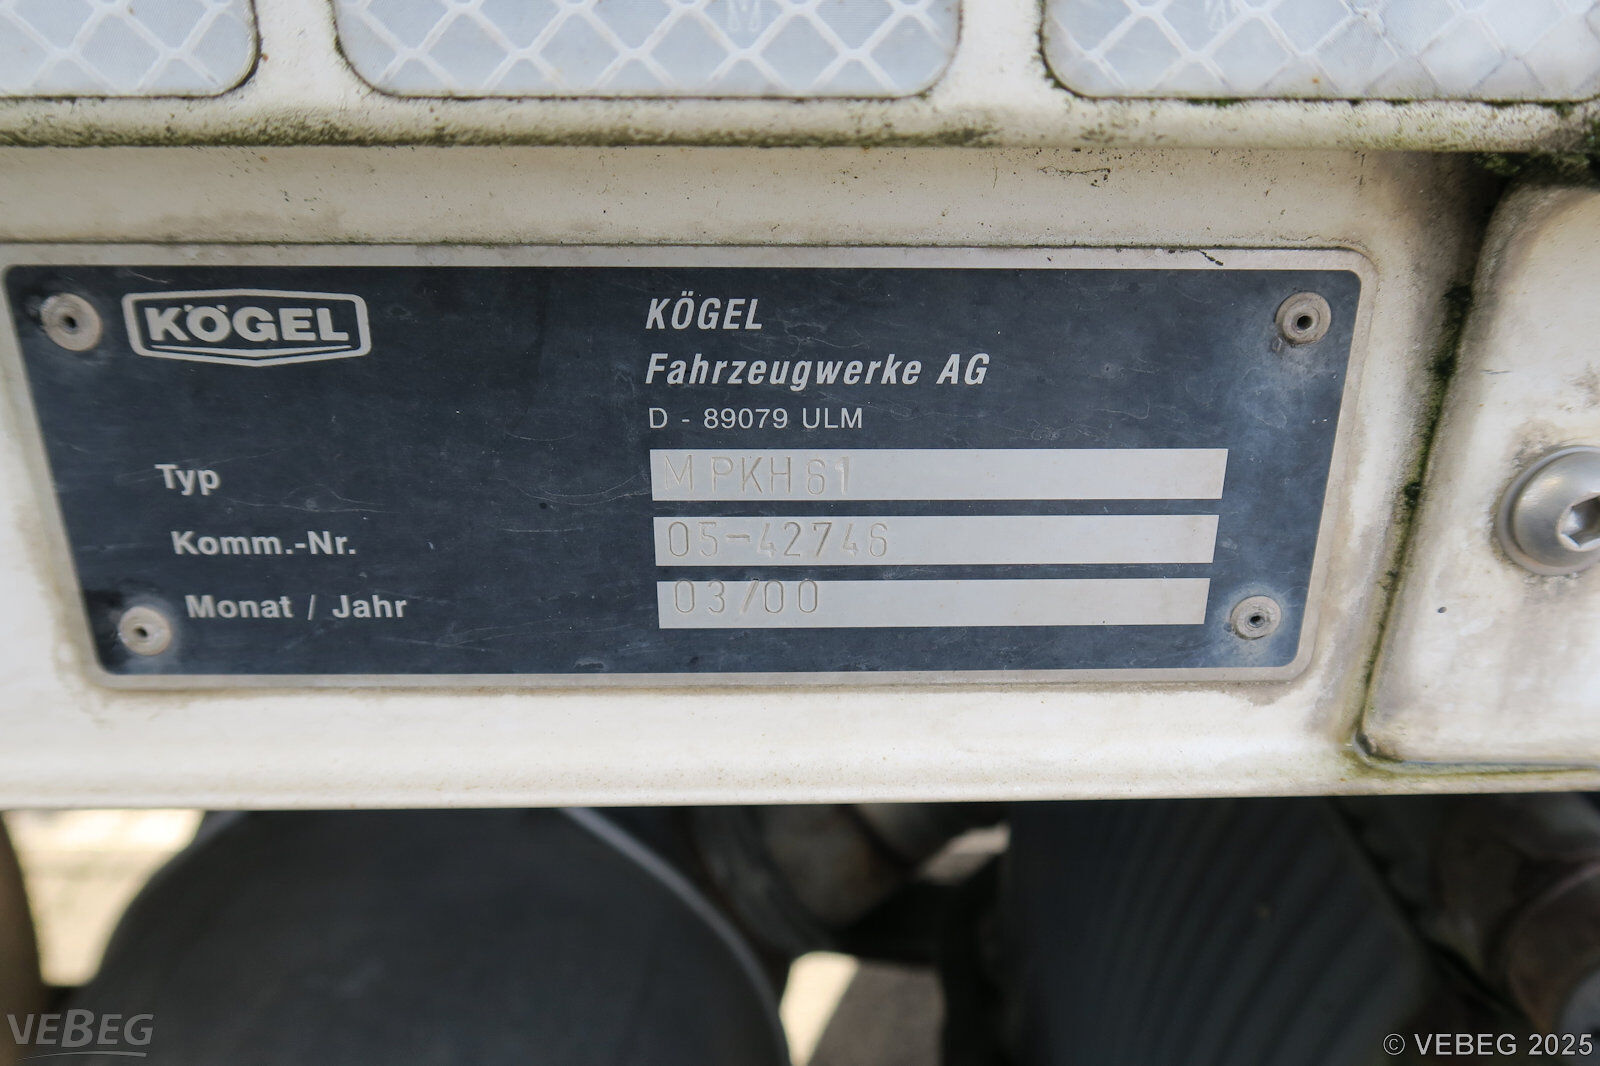 KÖGEL
KÖGEL
Fahrzeugwerke AG
D - 89079 ULM
Typ MPKH61
Komm.-Nr. 05-42746
Monat / Jahr 03/00
VEBEG
© VEBEG 2025